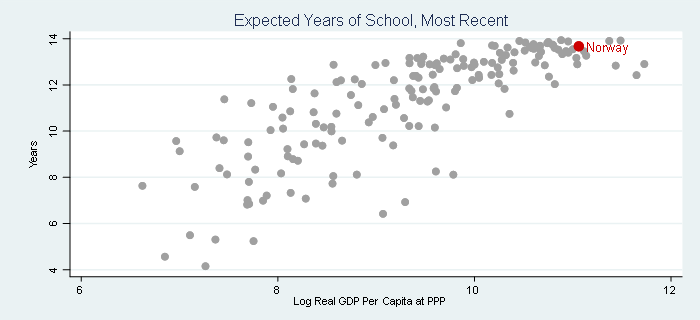 Expected Years of School, Most Recent
14
12
10
8
6
4
Years
Norway
6 8 10 12
Log Real GDP Per Capita at PPP